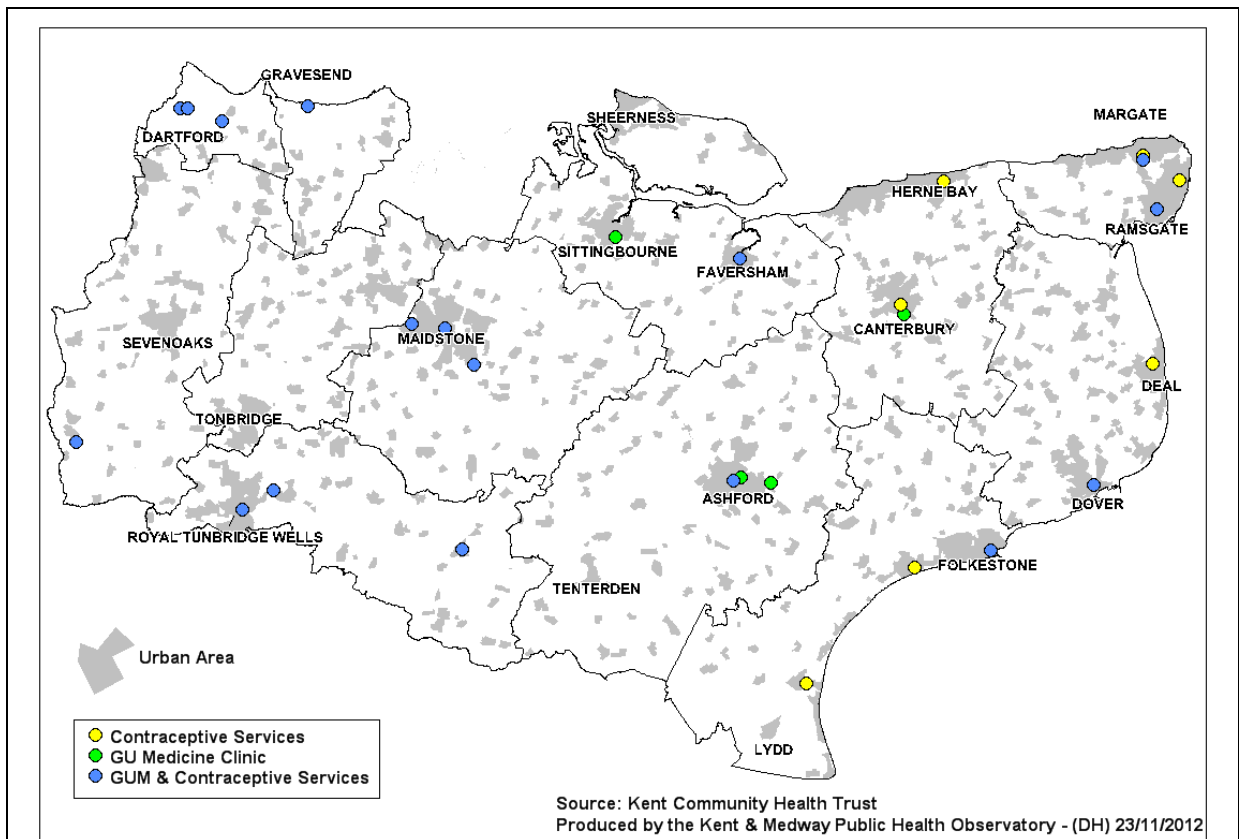 GRAVESEND
MARGATE
SHEERNESS
DARTFORD
HERNE BAY
RAMSGATE
SITTINGBOURNE
FAVERSHAM
CANTERBURY
MAIDSTONE
SEVENOAKS
DEAL
TONBRIDGE
ASHFORD
DOVER
ROYAL TUNBRIDGE WELLS
FOLKESTONE
TENTERDEN
Urban Area
LYDD
Contraceptive Services
GU Medicine Clinic
GUM & Contraceptive Services
Source: Kent Community Health Trust
Produced by the Kent & Medway Public Health Observatory - (DH) 23/11/2012